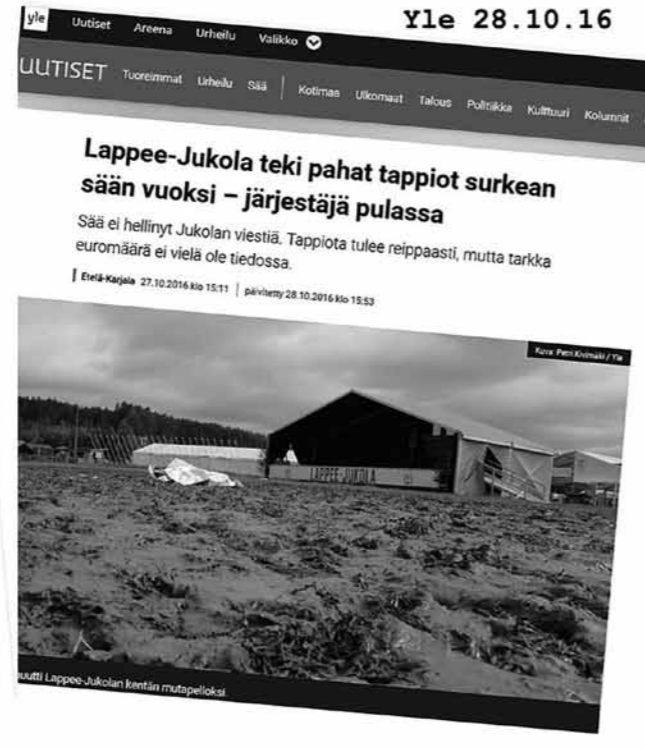 Yle 28.10.16
yle Uutiset Areena Urheilu Valikko
UUTISET Tuoreimmat Urheilu Sää | Kotimaa Ulkomaat Talous Politiikka Kulttuuri Kolumnit
Lappee-Jukola teki pahat tappiot surkean
sään vuoksi – järjestäjä pulassa
Sää ei hellinyt Jukolan viestiä. Tappiota tulee reippaasti, mutta tarkka
euromäärä ei vielä ole tiedossa.
Etelä-Karjala 27.10.2016 klo 15:11 | päivitetty 28.10.2016 klo 15:53
Kuva: Petri Kivimäki / Yle
LAPPEE-JUKOLA
muutti Lappee-Jukolan kentän mutapelloksi.